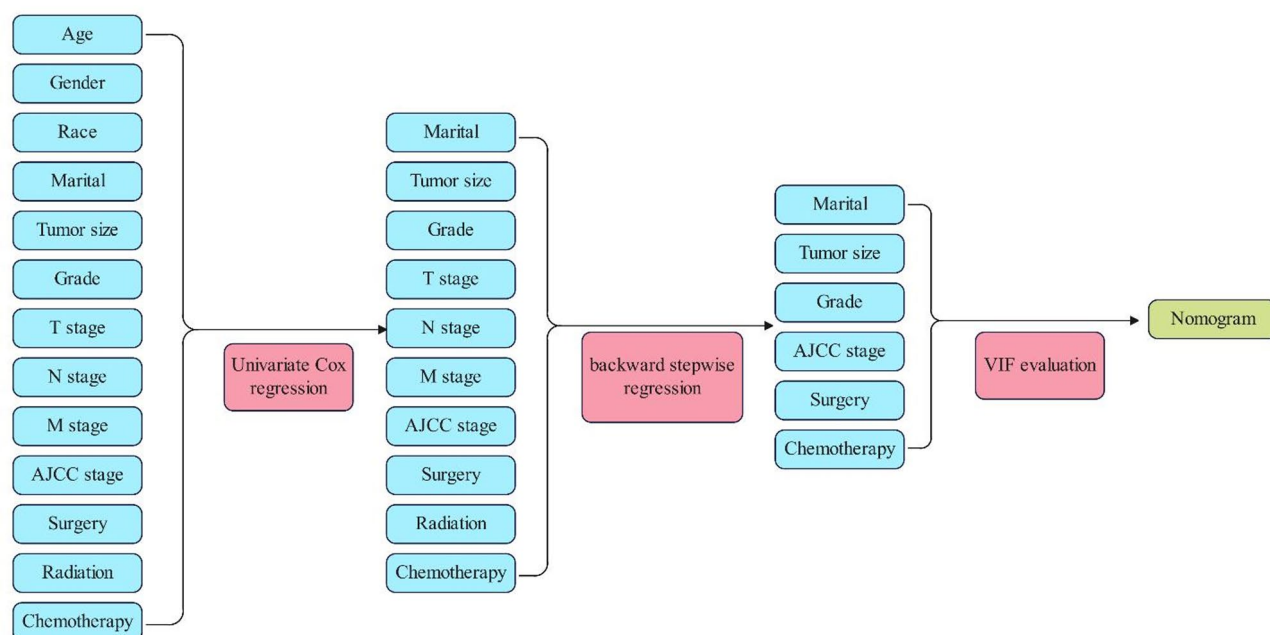 Age
Gender
Race
Marital
Tumor size
Grade
T stage
N stage
M stage
AJCC stage
Surgery
Radiation
Chemotherapy
Univariate Cox
regression
Marital
Tumor size
Grade
T stage
N stage
M stage
AJCC stage
Surgery
Radiation
Chemotherapy
backward stepwise
regression
Marital
Tumor size
Grade
AJCC stage
Surgery
Chemotherapy
VIF evaluation
Nomogram